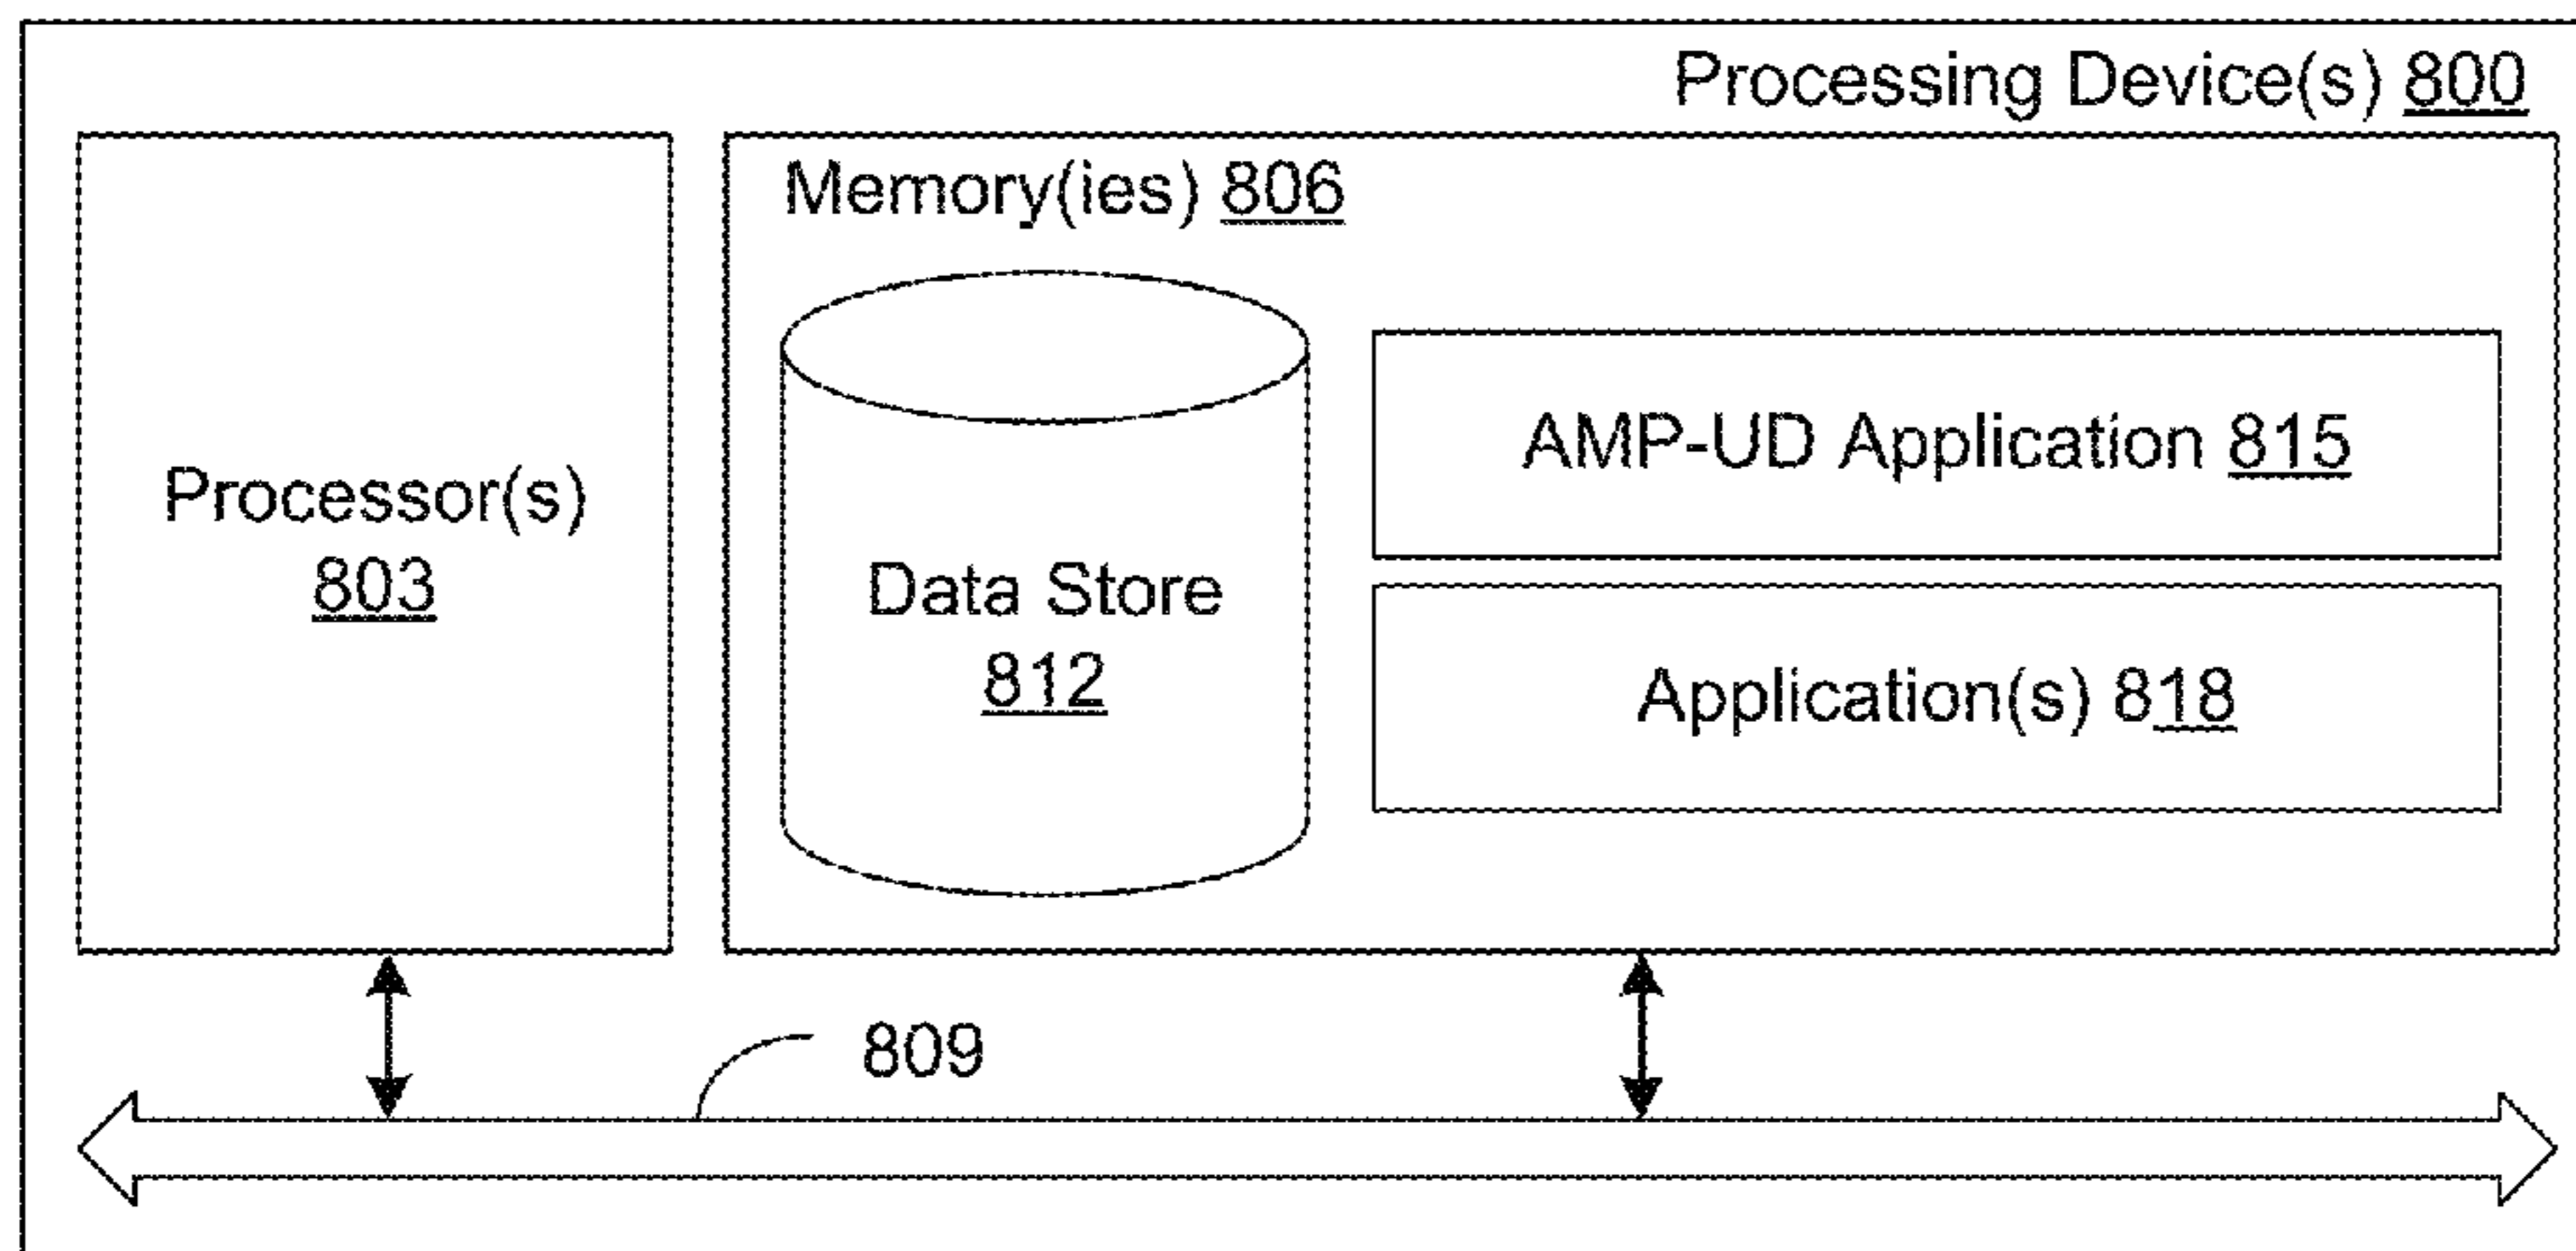 Processing Device(s) 800
Memory(ies) 806
Processor(s)
803
Data Store
812
AMP-UD Application 815
Application(s) 818
809